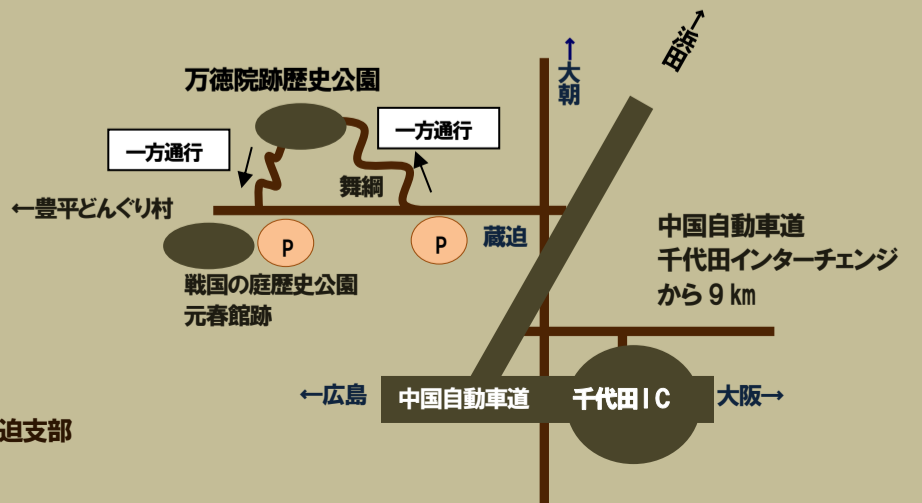 ↑浜田
↑大朝
万徳院跡歴史公園
一方通行
一方通行
舞綱
←豊平どんぐり村
P
P
蔵迫
戦国の庭歴史公園
元春館跡
中国自動車道
千代田インターチェンジ
から9㎞
←広島
中国自動車道
千代田IC
大阪→
迫支部